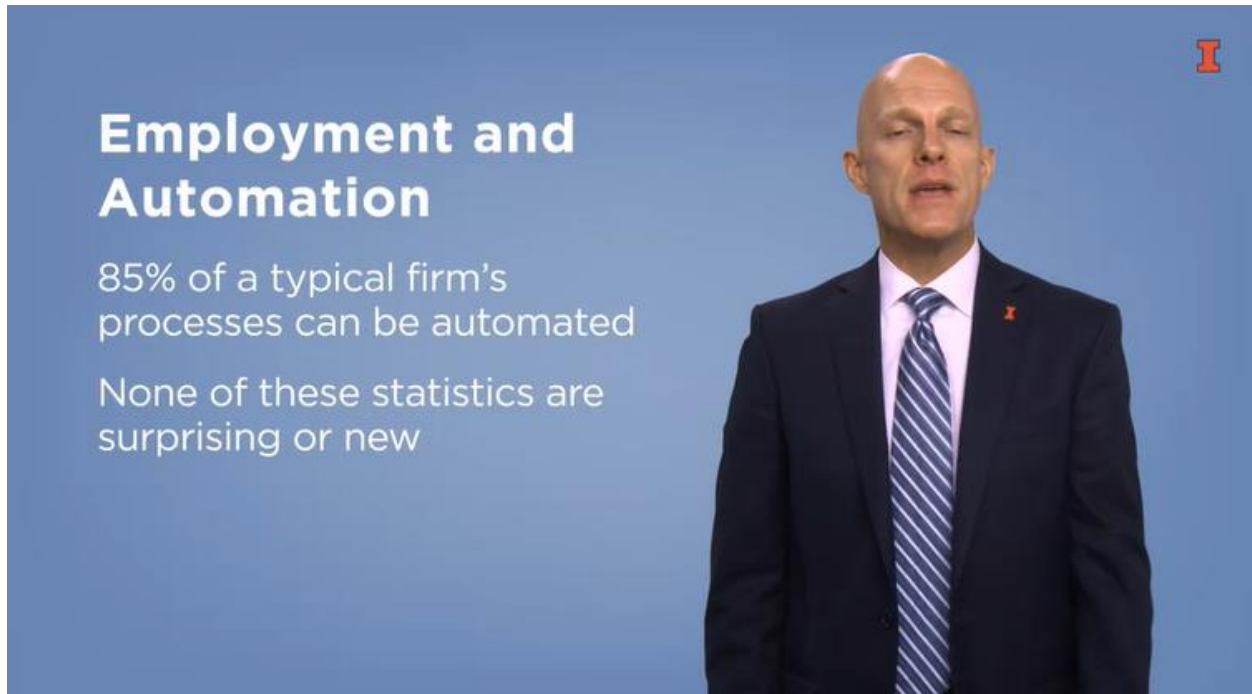 Employment and
Automation
85% of a typical firm's
processes can be automated
None of these statistics are
surprising or new
I
I